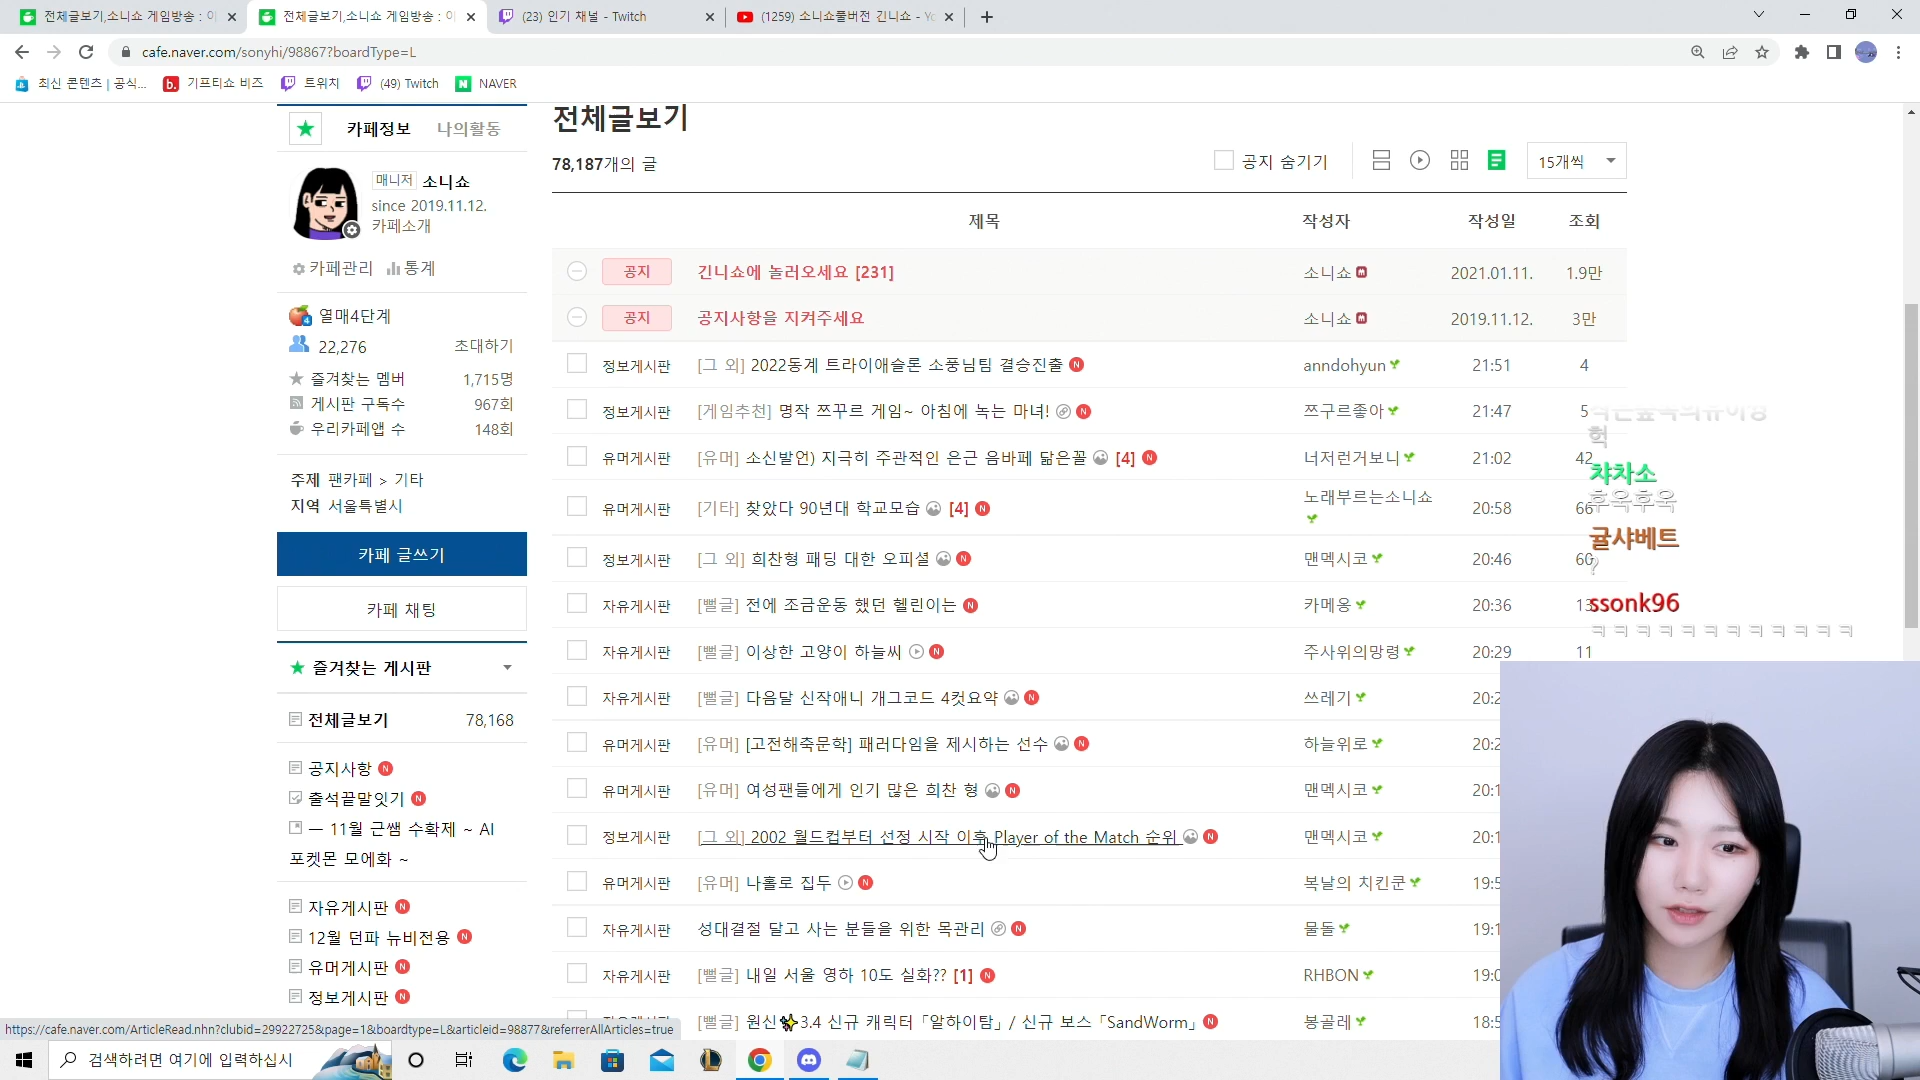 전체글보기,소니쇼 게임방송 : 이
전체글보기,소니쇼 게임방송 : 이
(23) 인기 채널 - Twitch
(1259) 소니쇼풀버전 긴니쇼 - Yo
cafe.naver.com/sonyhi/98867?boardType=L
최신 콘텐츠 | 공식...
기프티쇼 비즈
트위치
(49) Twitch
NAVER
카페정보 나의활동
매니저 소니쇼
since 2019.11.12.
카페소개
카페관리 통계
열매4단계
22,276 초대하기
즐겨찾는 멤버 1,715명
게시판 구독수 967회
우리카페앱 수 148회
주제 팬카페 > 기타
지역 서울특별시
카페 글쓰기
카페 채팅
즐겨찾는 게시판
전체글보기 78,168
공지사항 N
출석끝말잇기 N
ㅡ 11월 근쌤 수확제 ~ AI
포켓몬 모에화 ~
자유게시판 N
12월 던파 뉴비전용 N
유머게시판 N
정보게시판 N
전체글보기
78,187개의 글
공지 숨기기
15개씩
제목 작성자 작성일 조회
공지 긴니쇼에 놀러오세요 [231] 소니쇼 2021.01.11. 1.9만
공지 공지사항을 지켜주세요 소니쇼 2019.11.12. 3만
정보게시판 [그 외] 2022동계 트라이애슬론 소풍님팀 결승진출 N anndohyun 21:51 4
정보게시판 [게임추천] 명작 쯔꾸르 게임~ 아침에 녹는 마녀! N 쯔구르좋아 21:47 5
유머게시판 [유머] 소신발언) 지극히 주관적인 은근 음바페 닮은꼴 [4] N 너저런거보니 21:02 42
유머게시판 [기타] 찾았다 90년대 학교모습 [4] N 노래부르는소니쇼 20:58 66
정보게시판 [그 외] 희찬형 패딩 대한 오피셜 N 맨멕시코 20:46 60
자유게시판 [뻘글] 전에 조금운동 했던 헬린이는 N 카메옹 20:36 13
자유게시판 [뻘글] 이상한 고양이 하늘씨 N 주사위의망령 20:29 11
자유게시판 [뻘글] 다음달 신작애니 개그코드 4컷요약 N 쓰레기 20:2
유머게시판 [유머] [고전해축문학] 패러다임을 제시하는 선수 N 하늘위로 20:2
유머게시판 [유머] 여성팬들에게 인기 많은 희찬 형 N 맨멕시코 20:1
정보게시판 [그 외] 2002 월드컵부터 선정 시작 이후 Player of the Match 순위 N 맨멕시코 20:1
유머게시판 [유머] 나홀로 집두 N 복날의 치킨쿤 19:5
자유게시판 성대결절 달고 사는 분들을 위한 목관리 N 물돌 19:1
자유게시판 [뻘글] 내일 서울 영하 10도 실화?? [1] N RHBON 19:0
[뻘글] 원신✨3.4 신규 캐릭터 「알하이탐」 / 신규 보스 「SandWorm」 N 봉골레 18:5
헉
챠차소
후욱후욱
귤샤베트
?
ssonk96
ㅋㅋㅋㅋㅋㅋㅋㅋㅋㅋㅋㅋ
https://cafe.naver.com/ArticleRead.nhn?clubid=29922725&page=1&boardtype=L&articleid=98877&referrerAllArticles=true
검색하려면 여기에 입력하십시